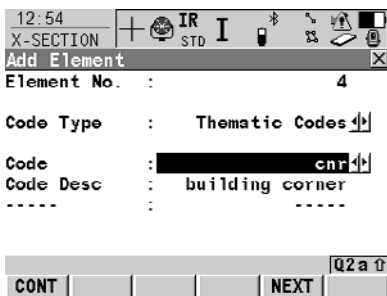 12:54
X-SECTION
IR
STD
I
Add Element
Element No. : 4
Code Type : Thematic Codes
Code : cnr
Code Desc : building corner
----- : -----
Q2a⇧
CONT NEXT